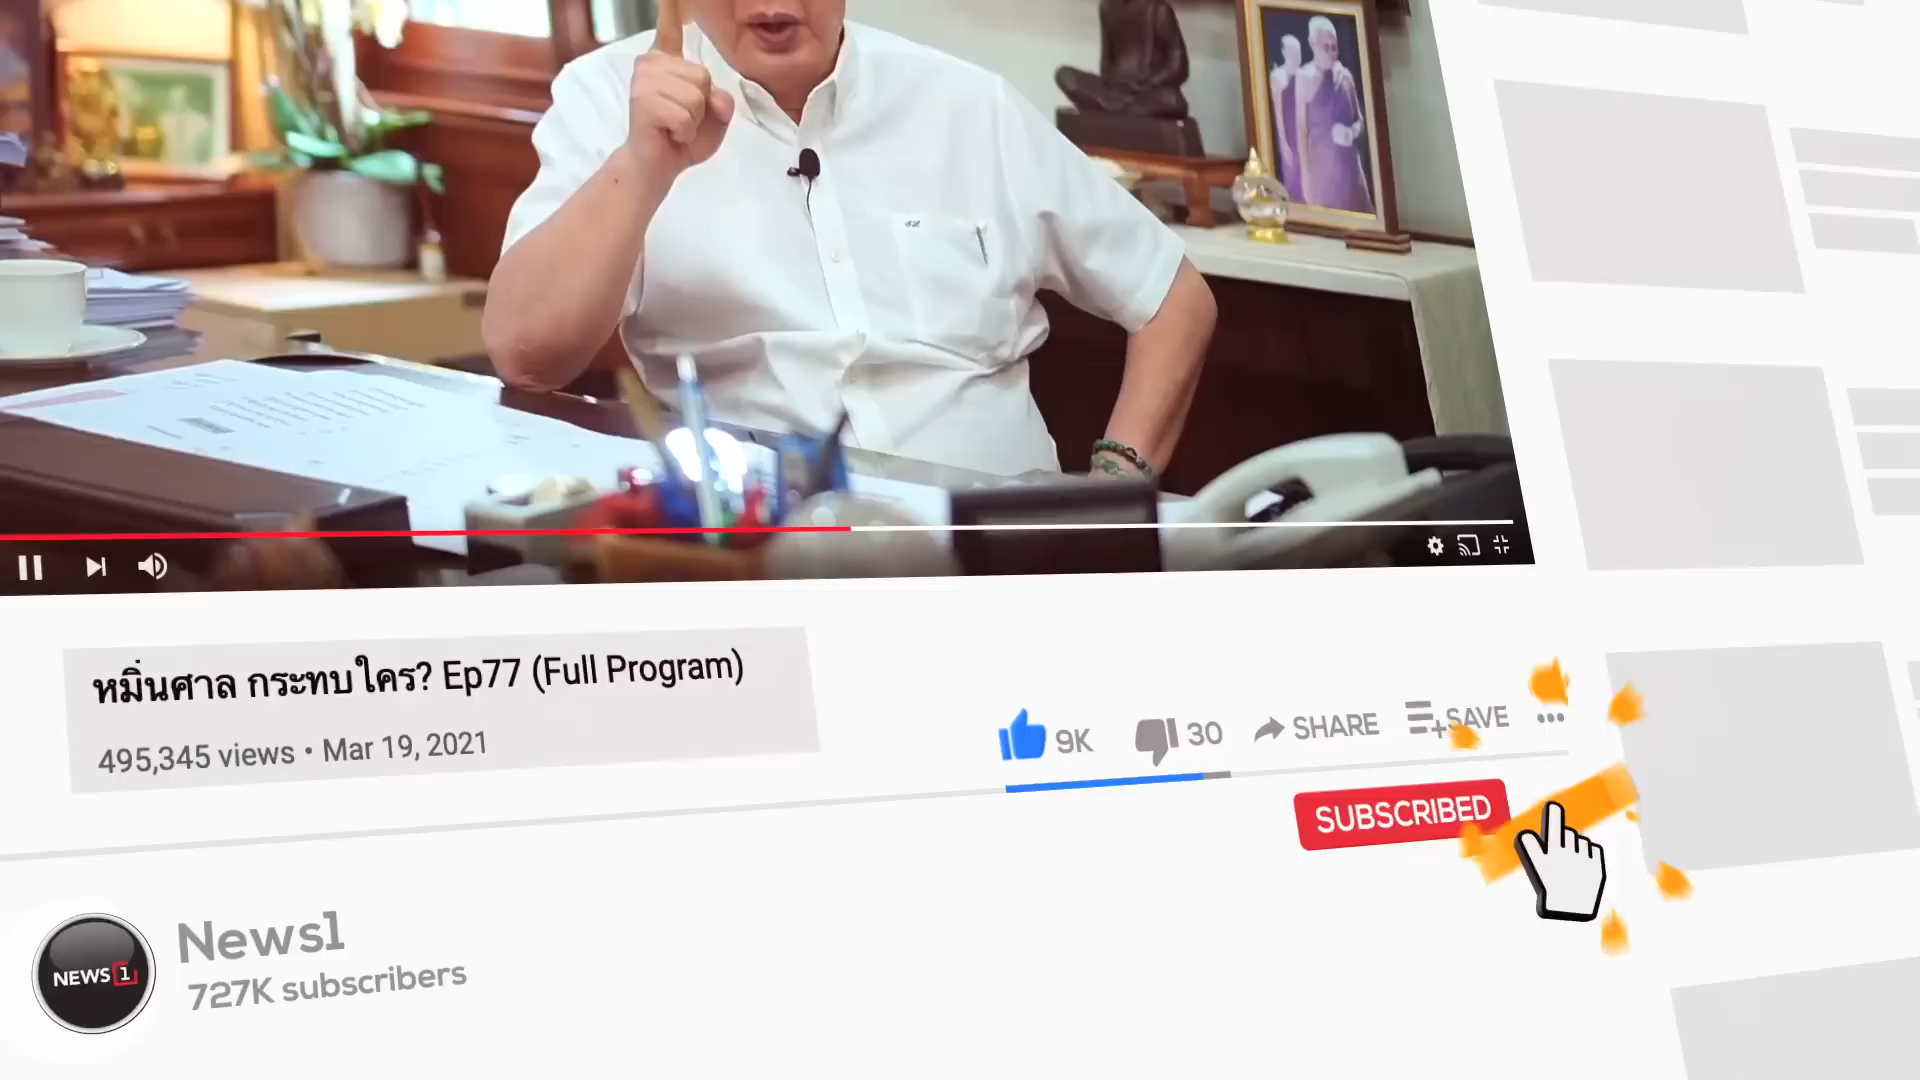 หมิ่นศาล กระทบใคร? Ep77 (Full Program)
495,345 views • Mar 19, 2021
9K
30
SHARE
SAVE
SUBSCRIBED
News1
727K subscribers
NEWS 1